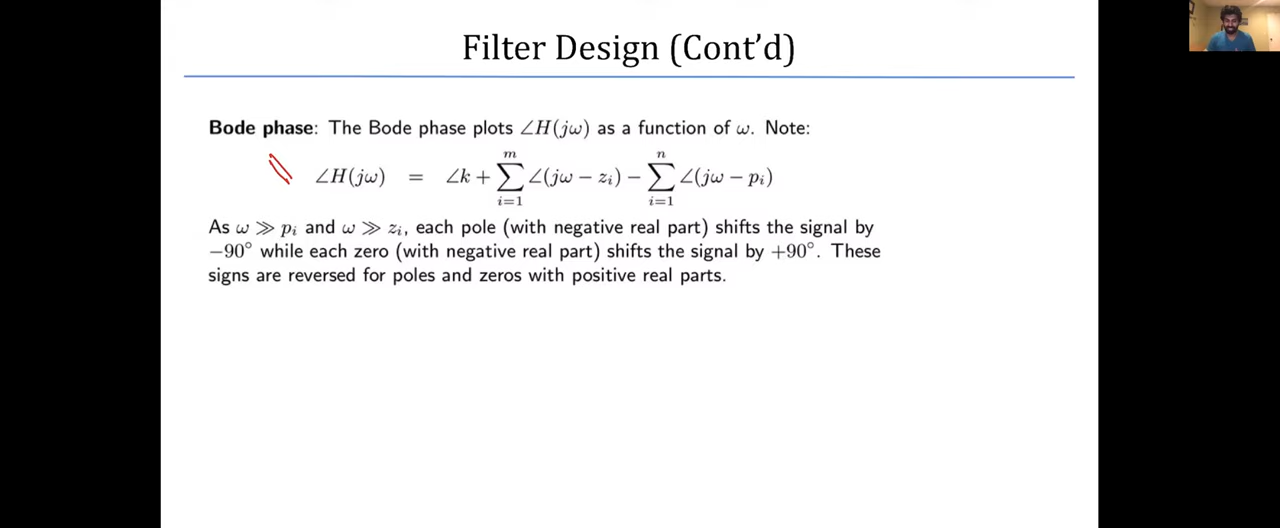 Filter Design (Cont’d)
Bode phase: The Bode phase plots ∠H(jω) as a function of ω. Note:
∠H(jω) = ∠k + ∑_{i=1}^{m} ∠(jω − z_i) − ∑_{i=1}^{n} ∠(jω − p_i)
As ω ≫ p_i and ω ≫ z_i, each pole (with negative real part) shifts the signal by
−90° while each zero (with negative real part) shifts the signal by +90°. These
signs are reversed for poles and zeros with positive real parts.